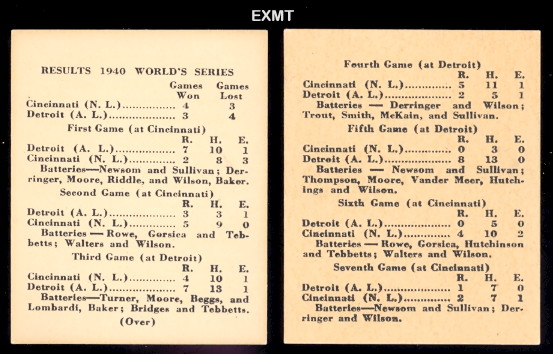 EXMT
RESULTS 1940 WORLD'S SERIES
Games Games
Won Lost
Cincinnati (N. L.).............. 4 3
Detroit (A. L.)................... 3 4
First Game (at Cincinnati)
R. H. E.
Detroit (A. L.)................... 7 10 1
Cincinnati (N. L.).............. 2 8 3
Batteries—Newsom and Sullivan; Der-
ringer, Moore, Riddle, and Wilson, Baker.
Second Game (at Cincinnati)
R. H. E.
Detroit (A. L.)................... 3 3 1
Cincinnati (N. L.).............. 5 9 0
Batteries — Rowe, Gorsica and Teb-
betts; Walters and Wilson.
Third Game (at Detroit)
R. H. E.
Cincinnati (N. L.).............. 4 10 1
Detroit (A. L.)................... 7 13 1
Batteries—Turner, Moore, Beggs, and
Lombardi, Baker; Bridges and Tebbetts.
(Over)
Fourth Game (at Detroit)
R. H. E.
Cincinnati (N. L.).............. 5 11 1
Detroit (A. L.)................... 2 5 1
Batteries — Derringer and Wilson;
Trout, Smith, McKain, and Sullivan.
Fifth Game (at Detroit)
R. H. E.
Cincinnati (N. L.).............. 0 3 0
Detroit (A. L.)................... 8 13 0
Batteries — Newsom and Sullivan;
Thompson, Moore, Vander Meer, Hutch-
ings and Wilson.
Sixth Game (at Cincinnati)
R. H. E.
Detroit (A. L.)................... 0 5 0
Cincinnati (N. L.).............. 4 10 2
Batteries — Rowe, Gorsica, Hutchinson
and Tebbetts; Walters and Wilson.
Seventh Game (at Cincinnati)
R. H. E.
Detroit (A. L.)................... 1 7 0
Cincinnati (N. L.).............. 2 7 1
Batteries—Newsom and Sullivan; Der-
ringer and Wilson.